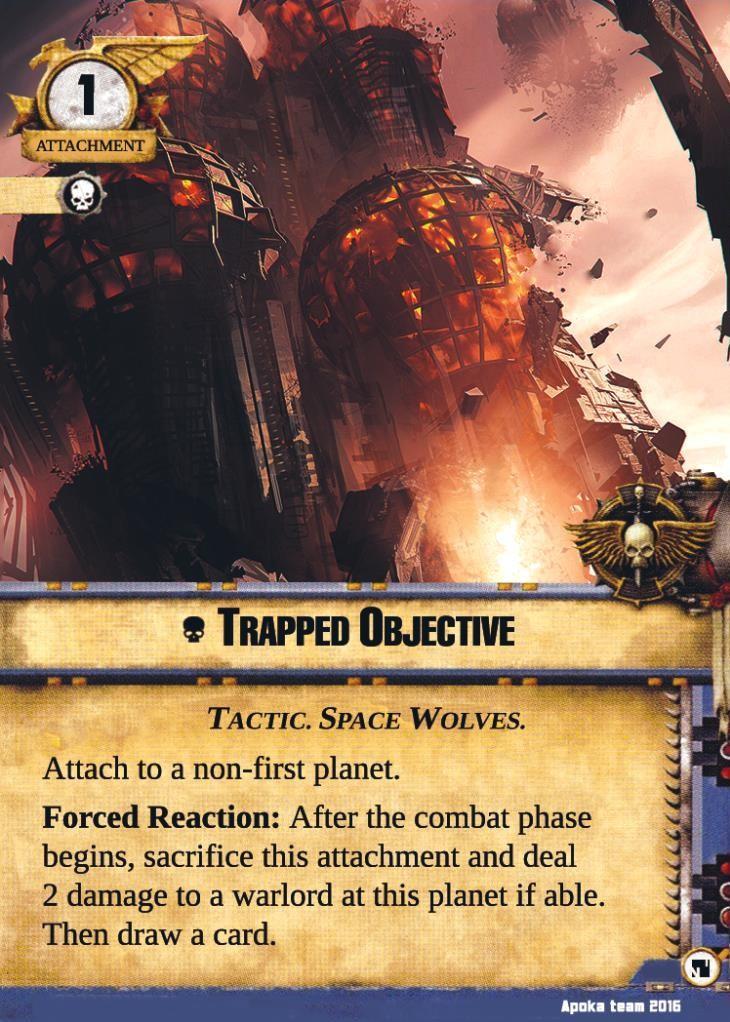 1
ATTACHMENT
TRAPPED OBJECTIVE
TACTIC. SPACE WOLVES.
Attach to a non-first planet.
Forced Reaction: After the combat phase
begins, sacrifice this attachment and deal
2 damage to a warlord at this planet if able.
Then draw a card.
Apoka team 2016